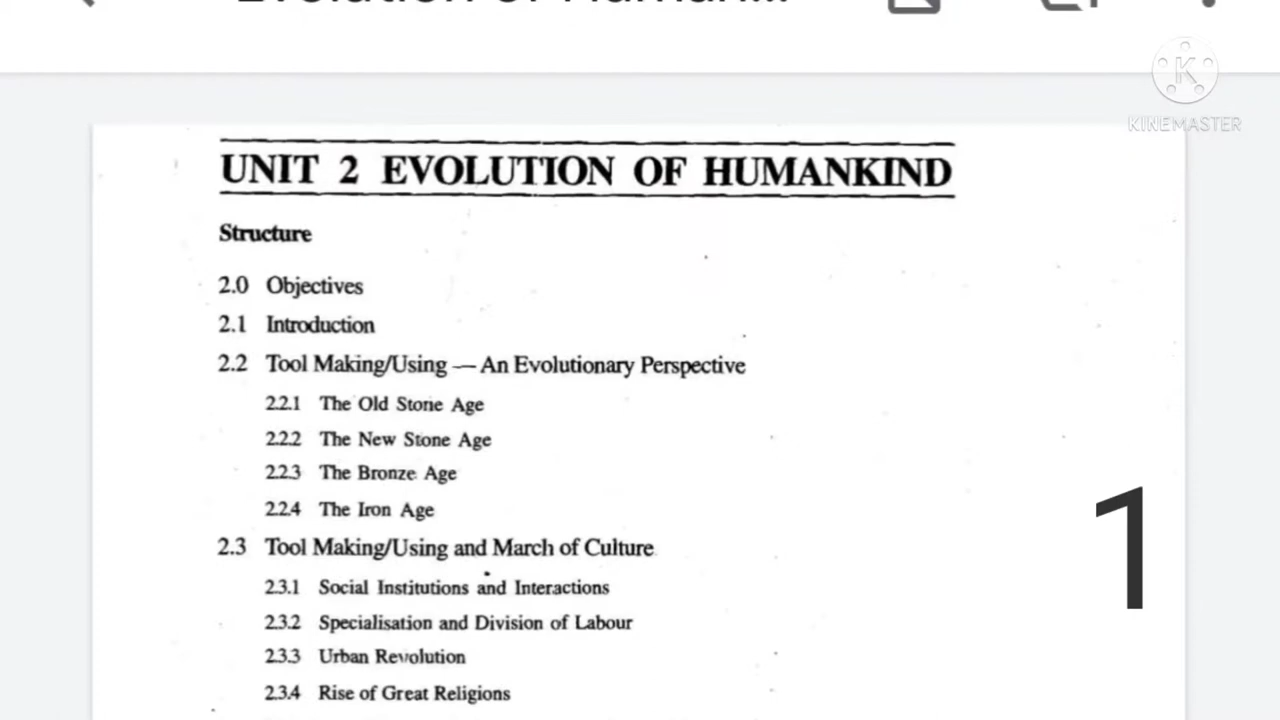 Evolution of Human...
K
KINEMASTER
UNIT 2 EVOLUTION OF HUMANKIND
Structure
2.0 Objectives
2.1 Introduction
2.2 Tool Making/Using — An Evolutionary Perspective
2.2.1 The Old Stone Age
2.2.2 The New Stone Age
2.2.3 The Bronze Age
2.2.4 The Iron Age
1
2.3 Tool Making/Using and March of Culture
2.3.1 Social Institutions and Interactions
2.3.2 Specialisation and Division of Labour
2.3.3 Urban Revolution
2.3.4 Rise of Great Religions